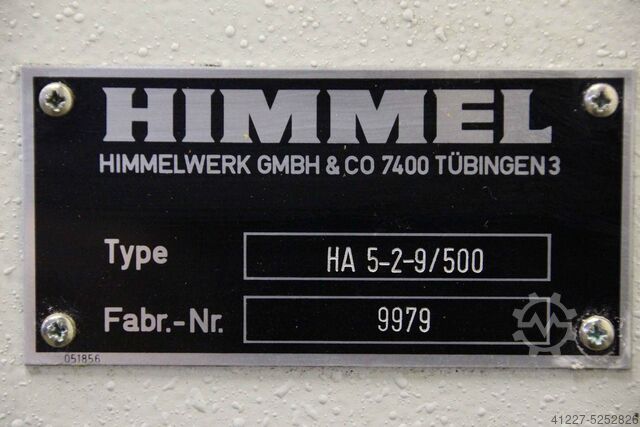 HIMMEL
HIMMELWERK GMBH & CO 7400 TÜBINGEN 3
Type HA 5-2-9/500
Fabr.-Nr. 9979
051856
41227-5252826